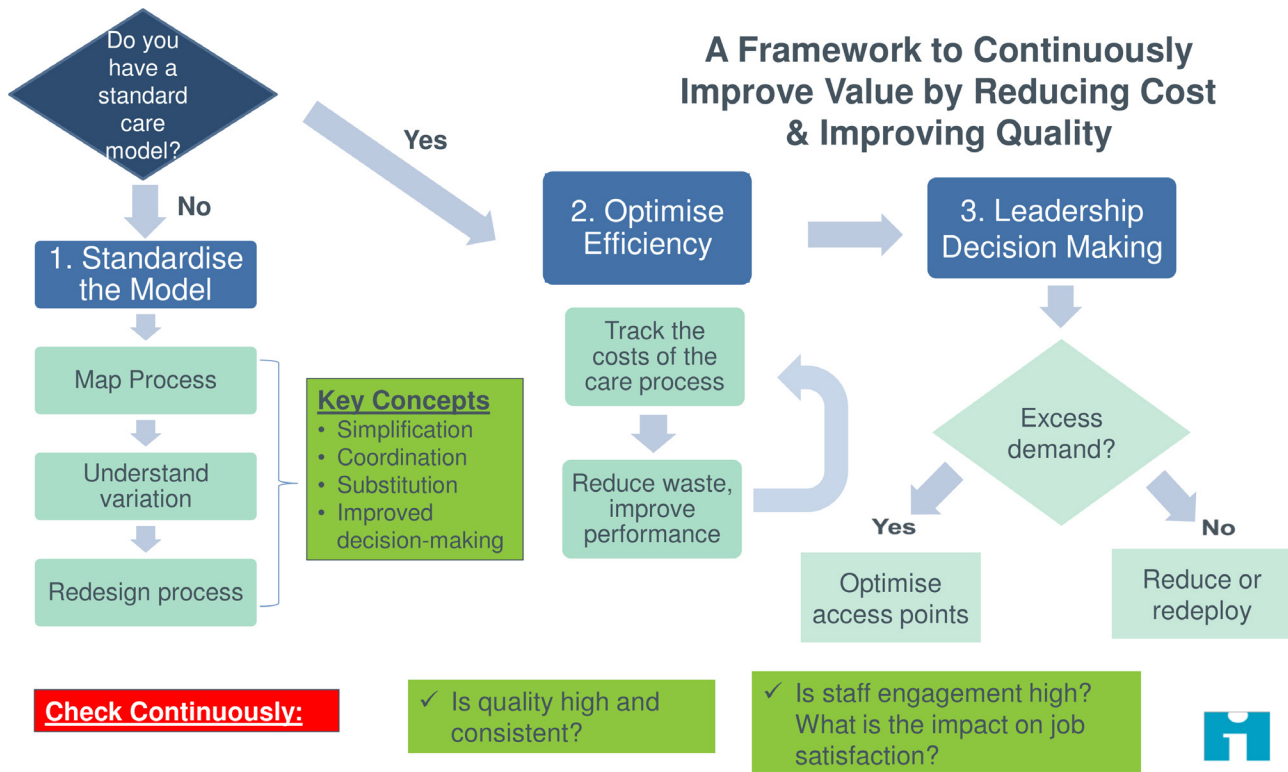 Do you
have a
standard
care
model?
A Framework to Continuously
Improve Value by Reducing Cost
& Improving Quality
Yes
No
1. Standardise
the Model
2. Optimise
Efficiency
3. Leadership
Decision Making
Map Process
Understand
variation
Redesign process
Key Concepts
• Simplification
• Coordination
• Substitution
• Improved
decision-making
Track the
costs of the
care process
Reduce waste,
improve
performance
Excess
demand?
Yes
No
Optimise
access points
Reduce or
redeploy
Check Continuously:
✓ Is quality high and
consistent?
✓ Is staff engagement high?
What is the impact on job
satisfaction?